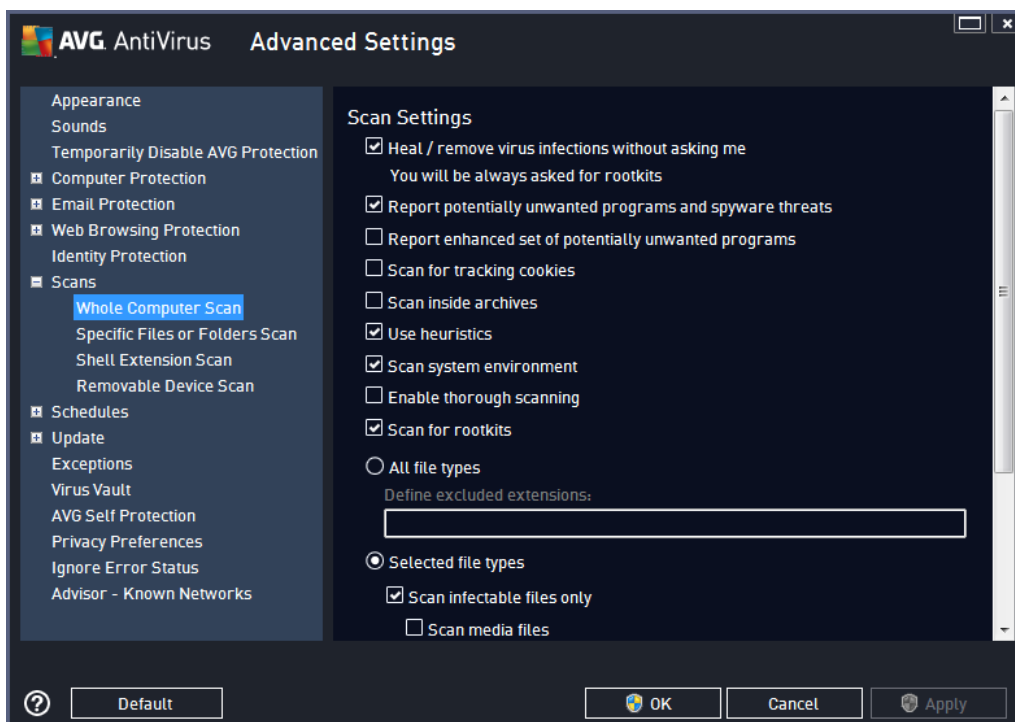 AVG. AntiVirus Advanced Settings
Appearance
Sounds
Temporarily Disable AVG Protection
Computer Protection
Email Protection
Web Browsing Protection
Identity Protection
Scans
Whole Computer Scan
Specific Files or Folders Scan
Shell Extension Scan
Removable Device Scan
Schedules
Update
Exceptions
Virus Vault
AVG Self Protection
Privacy Preferences
Ignore Error Status
Advisor - Known Networks
Scan Settings
Heal / remove virus infections without asking me
You will be always asked for rootkits
Report potentially unwanted programs and spyware threats
Report enhanced set of potentially unwanted programs
Scan for tracking cookies
Scan inside archives
Use heuristics
Scan system environment
Enable thorough scanning
Scan for rootkits
All file types
Define excluded extensions:
Selected file types
Scan infectable files only
Scan media files
? Default OK Cancel Apply